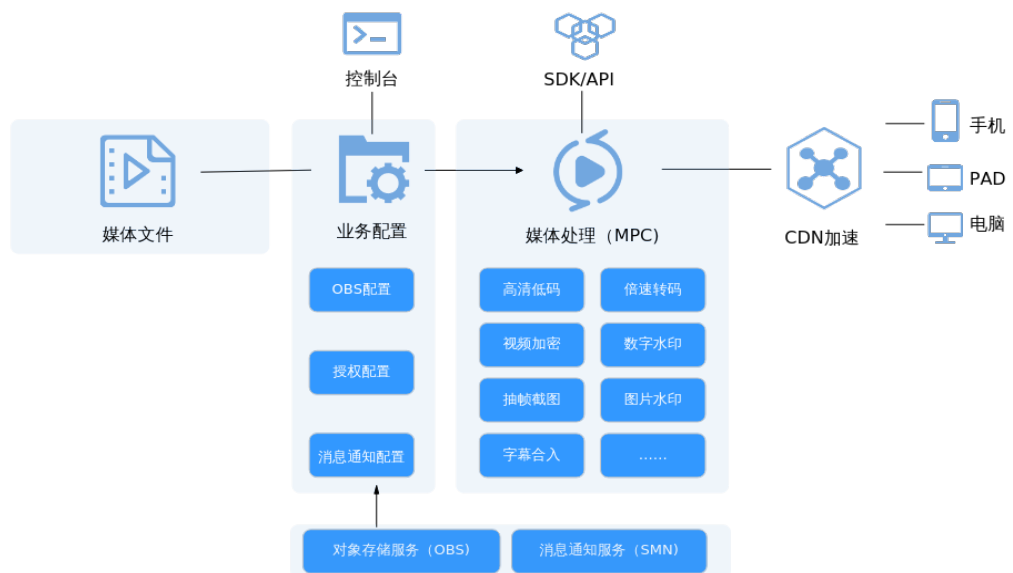 控制台
SDK/API
手机
PAD
电脑
媒体文件
业务配置
媒体处理（MPC)
CDN加速
OBS配置
授权配置
消息通知配置
高清低码
倍速转码
视频加密
数字水印
抽帧截图
图片水印
字幕合入
……
对象存储服务（OBS)
消息通知服务（SMN)